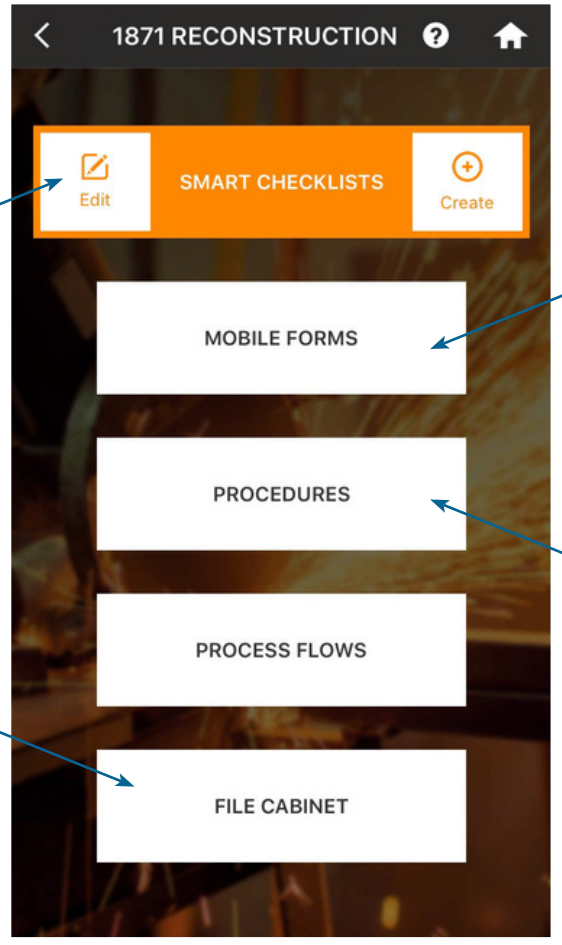 1871 RECONSTRUCTION ?
Edit SMART CHECKLISTS Create
MOBILE FORMS
PROCEDURES
PROCESS FLOWS
FILE CABINET